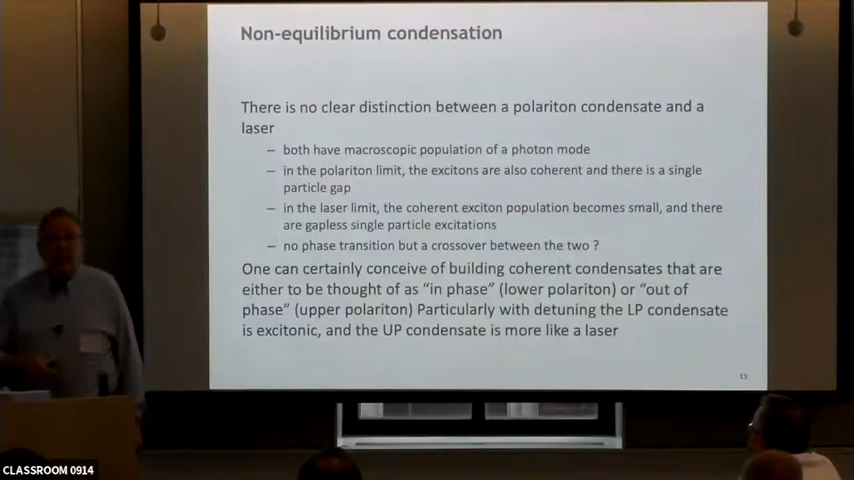 Non-equilibrium condensation
There is no clear distinction between a polariton condensate and a
laser
– both have macroscopic population of a photon mode
– in the polariton limit, the excitons are also coherent and there is a single
particle gap
– in the laser limit, the coherent exciton population becomes small, and there
are gapless single particle excitations
– no phase transition but a crossover between the two ?
One can certainly conceive of building coherent condensates that are
either to be thought of as “in phase” (lower polariton) or “out of
phase” (upper polariton) Particularly with detuning the LP condensate
is excitonic, and the UP condensate is more like a laser
13
CLASSROOM 0914